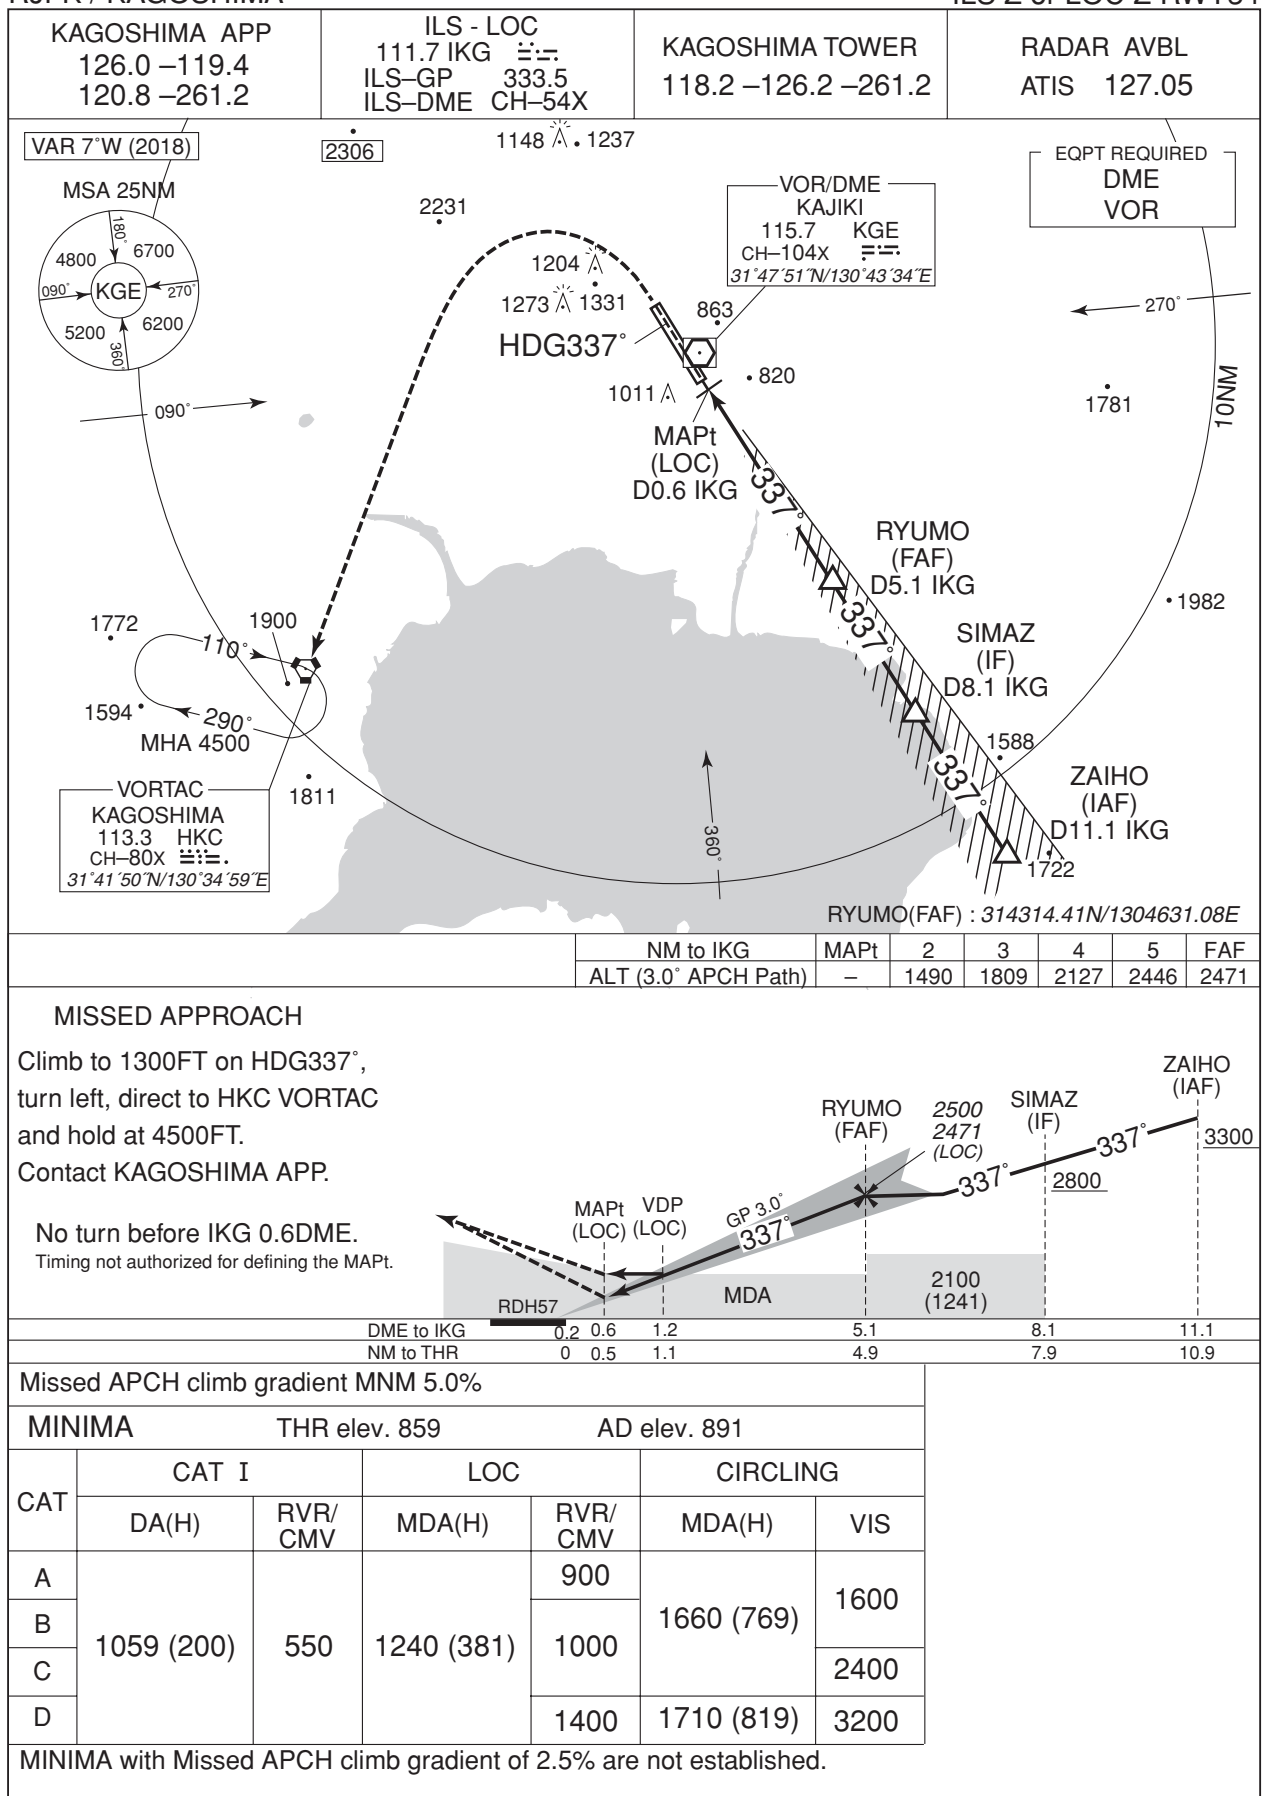 KAGOSHIMA APP
126.0 –119.4
120.8 –261.2
ILS - LOC
111.7 IKG
ILS–GP 333.5
ILS–DME CH–54X
KAGOSHIMA TOWER
118.2 –126.2 –261.2
RADAR AVBL
ATIS 127.05
VAR 7°W (2018)
MSA 25NM
180°
4800
6700
090°
KGE
270°
5200
6200
360°
2306
1148
1237
2231
EQPT REQUIRED
DME
VOR
VOR/DME
KAJIKI
115.7 KGE
CH–104X
31°47´51˝N/130°43´34˝E
1204
1273
1331
863
HDG337°
270°
820
1011
1781
10NM
090°
MAPt
(LOC)
D0.6 IKG
337°
RYUMO
(FAF)
D5.1 IKG
1982
1772
1900
110°
337°
SIMAZ
(IF)
D8.1 IKG
1594
290°
MHA 4500
1588
337°
ZAIHO
(IAF)
D11.1 IKG
1811
VORTAC
KAGOSHIMA
113.3 HKC
CH–80X
31°41´50˝N/130°34´59˝E
360°
1722
RYUMO(FAF) : 314314.41N/1304631.08E
NM to IKG MAPt 2 3 4 5 FAF
ALT (3.0° APCH Path) – 1490 1809 2127 2446 2471
MISSED APPROACH
Climb to 1300FT on HDG337°,
turn left, direct to HKC VORTAC
and hold at 4500FT.
Contact KAGOSHIMA APP.
No turn before IKG 0.6DME.
Timing not authorized for defining the MAPt.
ZAIHO
(IAF)
SIMAZ
(IF)
RYUMO
(FAF)
2500
2471
(LOC)
337°
3300
337°
2800
MAPt
(LOC)
VDP
(LOC)
GP 3.0°
337°
RDH57
MDA
2100
(1241)
DME to IKG 0.2 0.6 1.2 5.1 8.1 11.1
NM to THR 0 0.5 1.1 4.9 7.9 10.9
Missed APCH climb gradient MNM 5.0%
MINIMA THR elev. 859 AD elev. 891
CAT
CAT I LOC CIRCLING
DA(H) RVR/CMV MDA(H) RVR/CMV MDA(H) VIS
A
B
C
D
1059 (200)
550
1240 (381)
900
1000
1400
1660 (769)
1710 (819)
1600
2400
3200
MINIMA with Missed APCH climb gradient of 2.5% are not established.